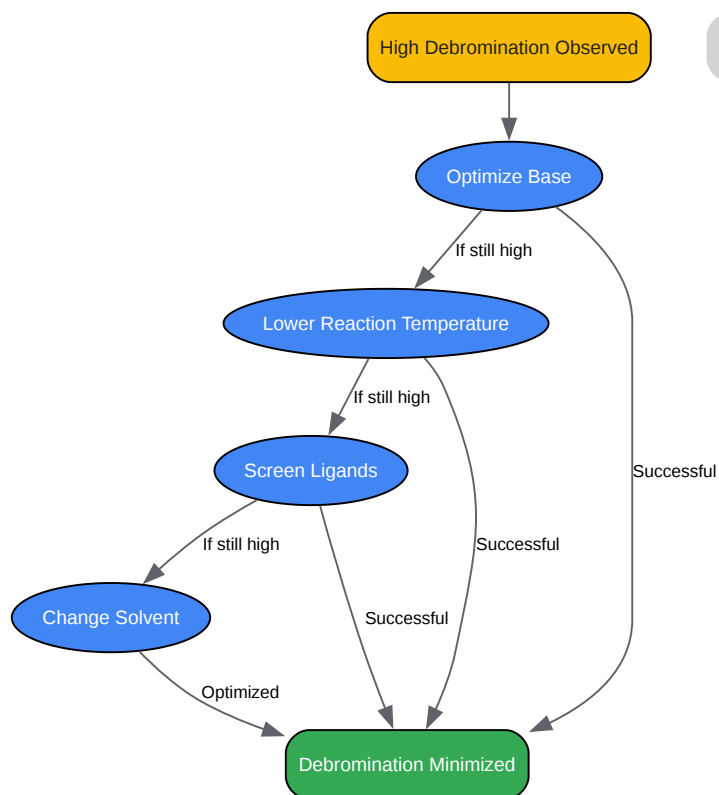 High Debromination Observed
Optimize Base
If still high
Lower Reaction Temperature
If still high
Screen Ligands
Successful
If still high
Successful
Change Solvent
Successful
Optimized
Debromination Minimized